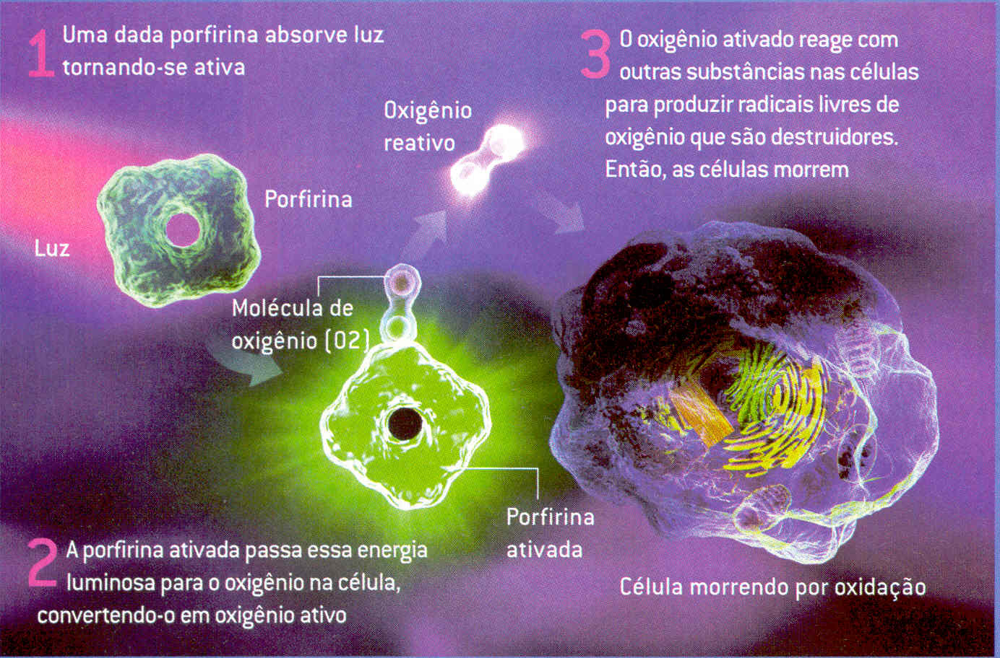 1 Uma dada porfirina absorve luz
tornando-se ativa
3 O oxigênio ativado reage com
outras substâncias nas células
para produzir radicais livres de
oxigênio que são destruidores.
Então, as células morrem
Oxigênio
reativo
Porfirina
Luz
Molécula de
oxigênio (O2)
Porfirina
ativada
2 A porfirina ativada passa essa energia
luminosa para o oxigênio na célula,
convertendo-o em oxigênio ativo
Célula morrendo por oxidação